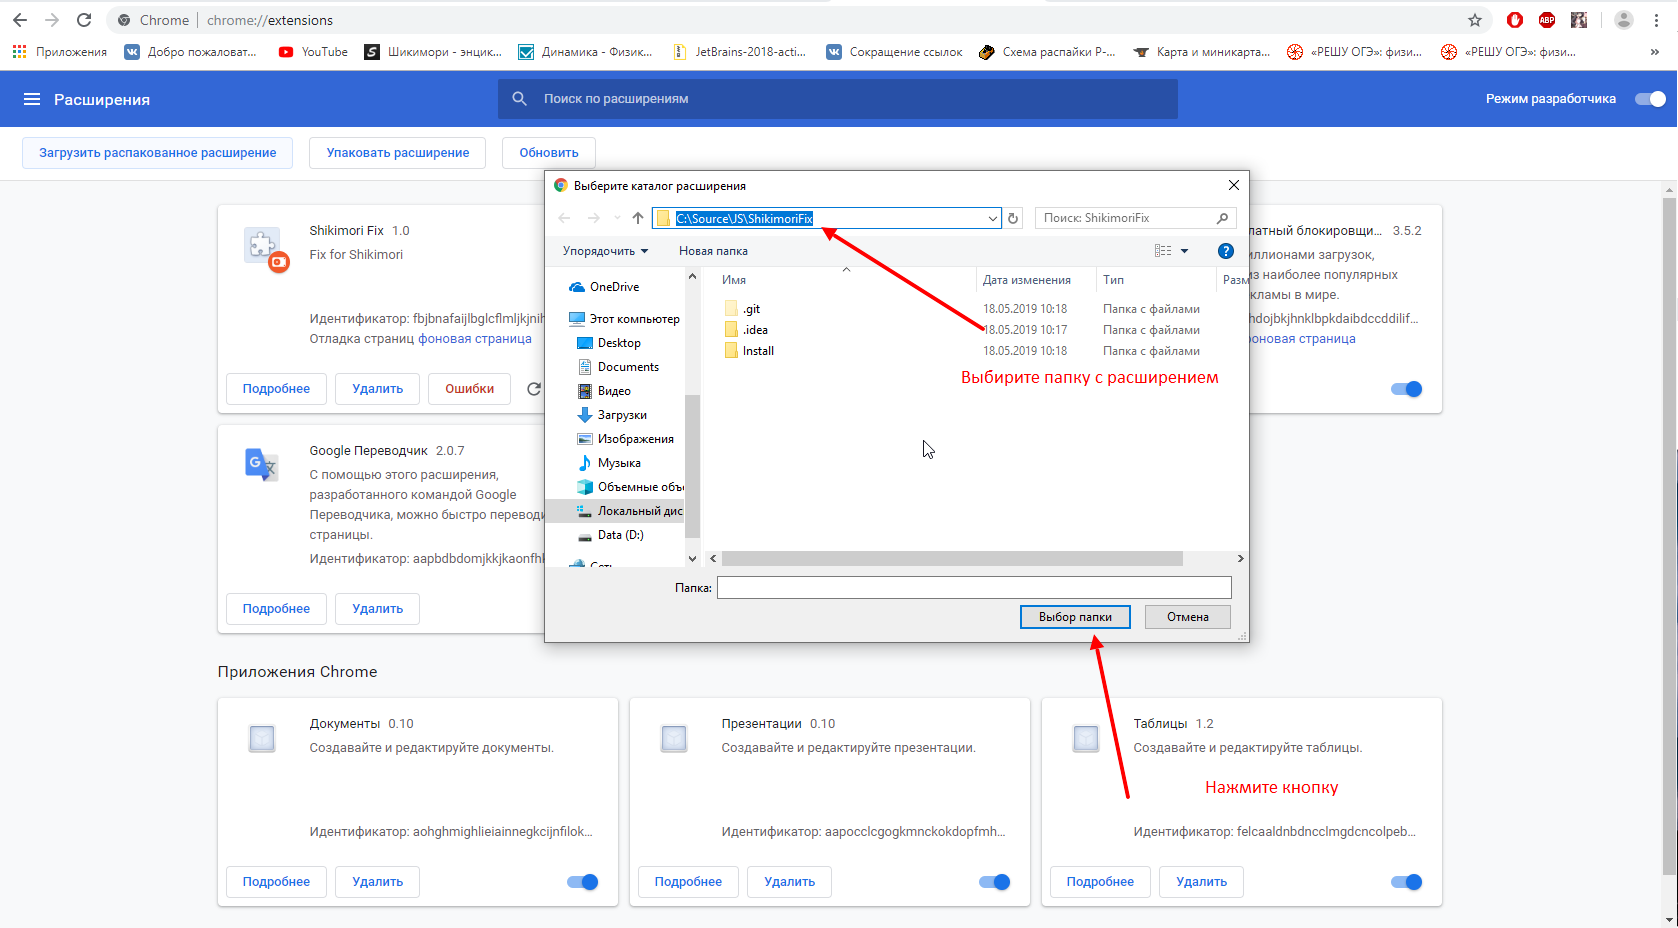 Chrome | chrome://extensions
Приложения
Добро пожаловат...
YouTube
Шикимори - энцик...
Динамика - Физик...
JetBrains-2018-acti...
Сокращение ссылок
Схема распайки Р-...
Карта и миникарта...
«РЕШУ ОГЭ»: физи...
«РЕШУ ОГЭ»: физи...
»
Расширения
Поиск по расширениям
Режим разработчика
Загрузить распакованное расширение
Упаковать расширение
Обновить
Shikimori Fix 1.0
Fix for Shikimori
Идентификатор: fbjbnafaijlbglcflmljkjnih
Отладка страниц фоновая страница
Подробнее
Удалить
Ошибки
латный блокировщи... 3.5.2
иллионами загрузок,
из наиболее популярных
кламы в мире.
hdojbkjhnklbpkdaibdccddilif...
фоновая страница
Google Переводчик 2.0.7
С помощью этого расширения,
разработанного командой Google
Переводчика, можно быстро переводи
страницы.
Идентификатор: aapbdbdomjkkjkaonfhk
Подробнее
Удалить
Выберите каталог расширения
C:\Source\JS\ShikimoriFix
Поиск: ShikimoriFix
Упорядочить
Новая папка
?
OneDrive
Этот компьютер
Desktop
Documents
Видео
Загрузки
Изображения
Музыка
Объемные объе
Локальный дис
Data (D:)
Сеть
Имя
Дата изменения
Тип
Разм
.git 18.05.2019 10:18 Папка с файлами
.idea 18.05.2019 10:17 Папка с файлами
Install 18.05.2019 10:18 Папка с файлами
Выбирите папку с расширением
Папка:
Выбор папки
Отмена
Приложения Chrome
Документы 0.10
Создавайте и редактируйте документы.
Идентификатор: aohghmighlieiainnegkcijnfilok...
Подробнее
Удалить
Презентации 0.10
Создавайте и редактируйте презентации.
Идентификатор: aapocclcgogkmnckokdopfmh...
Подробнее
Удалить
Таблицы 1.2
Создавайте и редактируйте таблицы.
Нажмите кнопку
Идентификатор: felcaaldnbdncclmgdcncolpeb...
Подробнее
Удалить